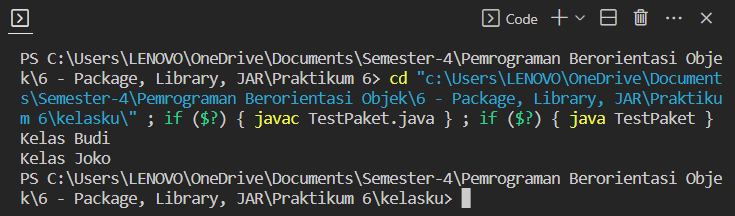 Code
PS C:\Users\LENOVO\OneDrive\Documents\Semester-4\Pemrograman Berorientasi Obje
k\6 - Package, Library, JAR\Praktikum 6> cd "c:\Users\LENOVO\OneDrive\Document
s\Semester-4\Pemrograman Berorientasi Objek\6 - Package, Library, JAR\Praktiku
m 6\kelasku\" ; if ($?) { javac TestPaket.java } ; if ($?) { java TestPaket }
Kelas Budi
Kelas Joko
PS C:\Users\LENOVO\OneDrive\Documents\Semester-4\Pemrograman Berorientasi Obje
k\6 - Package, Library, JAR\Praktikum 6\kelasku>